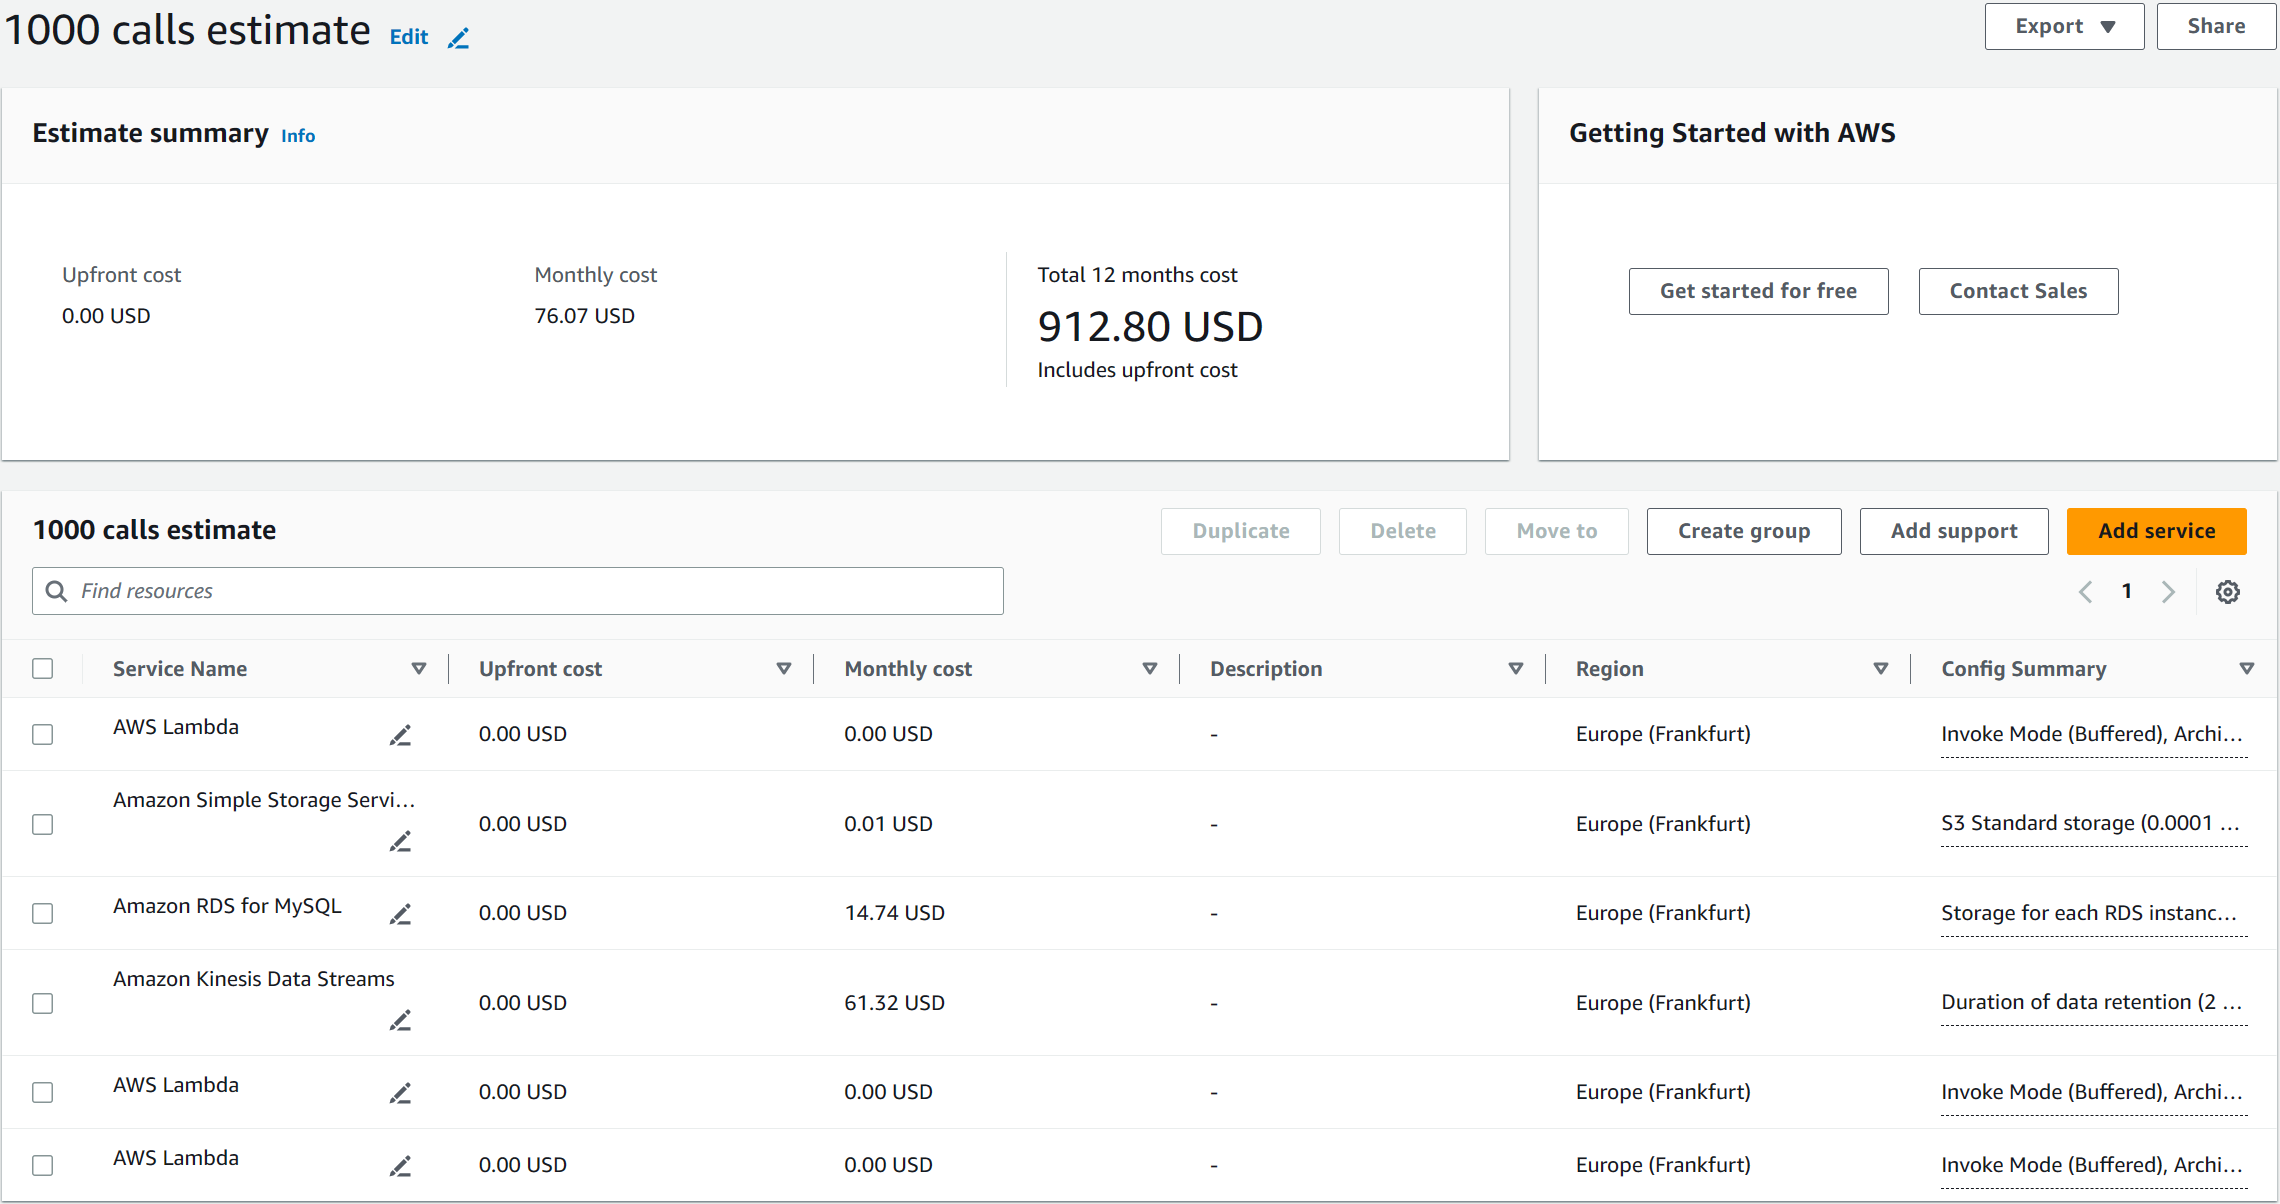 1000 calls estimate Edit
Export Share
Estimate summary Info
Getting Started with AWS
Upfront cost Monthly cost Total 12 months cost
0.00 USD 76.07 USD 912.80 USD
Includes upfront cost
Get started for free Contact Sales
1000 calls estimate
Duplicate Delete Move to Create group Add support Add service
Find resources
1
Service Name Upfront cost Monthly cost Description Region Config Summary
AWS Lambda 0.00 USD 0.00 USD - Europe (Frankfurt) Invoke Mode (Buffered), Archi...
Amazon Simple Storage Servi... 0.00 USD 0.01 USD - Europe (Frankfurt) S3 Standard storage (0.0001 ...
Amazon RDS for MySQL 0.00 USD 14.74 USD - Europe (Frankfurt) Storage for each RDS instanc...
Amazon Kinesis Data Streams 0.00 USD 61.32 USD - Europe (Frankfurt) Duration of data retention (2 ...
AWS Lambda 0.00 USD 0.00 USD - Europe (Frankfurt) Invoke Mode (Buffered), Archi...
AWS Lambda 0.00 USD 0.00 USD - Europe (Frankfurt) Invoke Mode (Buffered), Archi...